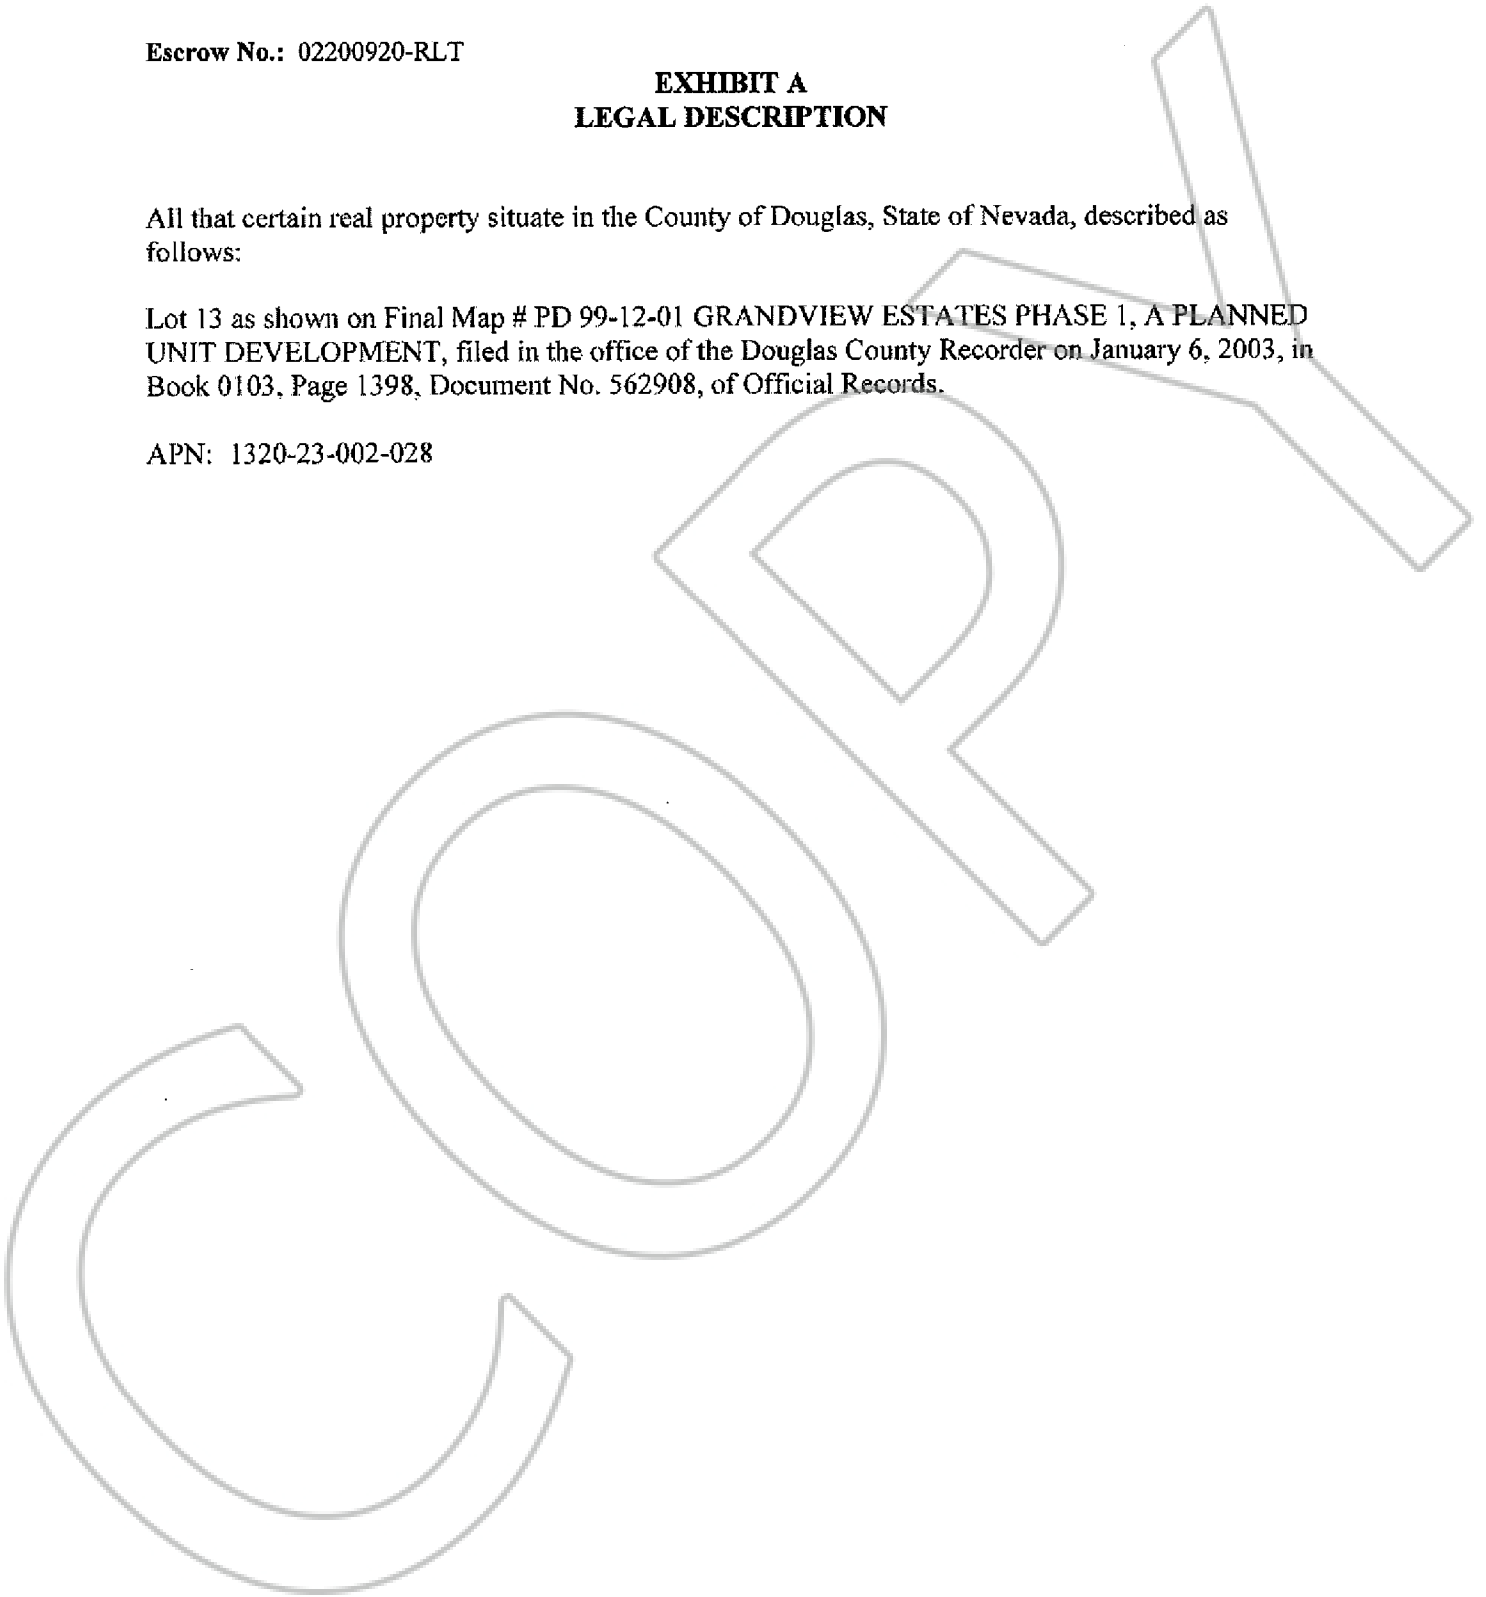 Escrow No.: 02200920-RLT
EXHIBIT A
LEGAL DESCRIPTION
All that certain real property situate in the County of Douglas, State of Nevada, described as
follows:
Lot 13 as shown on Final Map # PD 99-12-01 GRANDVIEW ESTATES PHASE 1, A PLANNED
UNIT DEVELOPMENT, filed in the office of the Douglas County Recorder on January 6, 2003, in
Book 0103, Page 1398, Document No. 562908, of Official Records.
APN: 1320-23-002-028
COPY